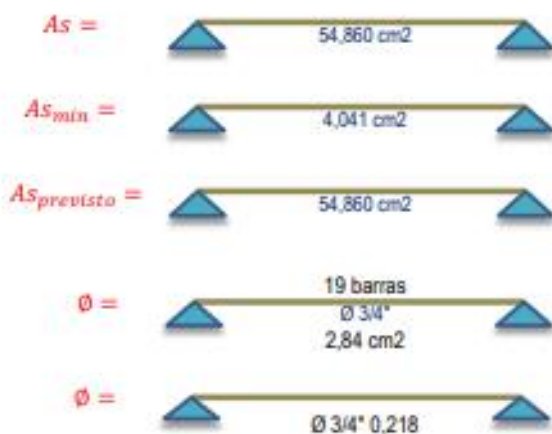 As =
54,860 cm2
As_min =
4,041 cm2
As_previsto =
54,860 cm2
19 barras
Ø =
Ø 3/4"
2,84 cm2
Ø =
Ø 3/4" 0,218